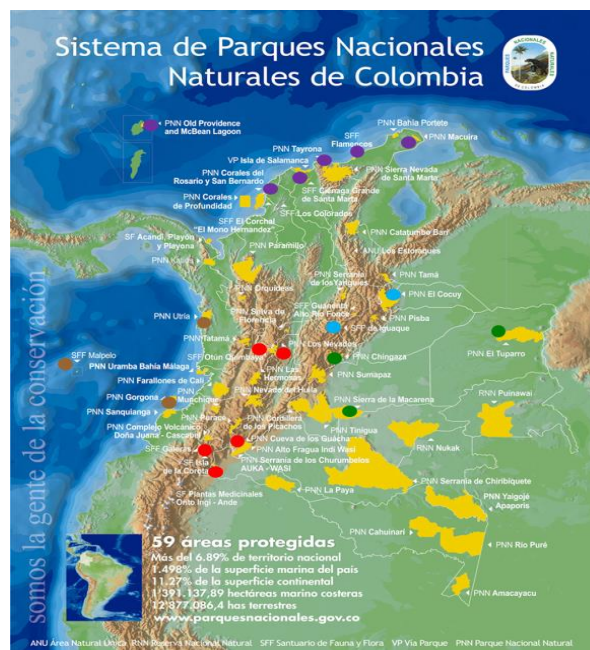 Sistema de Parques Nacionales
Naturales de Colombia
PARQUES NACIONALES NATURALES
DE COLOMBIA
PNN Old Providence
and McBean Lagoon
PNN Bahía Portete
PNN Macuira
SFF
Flamencos
PNN Tayrona
VP Isla de Salamanca
PNN Sierra Nevada
de Santa Marta
PNN Corales del
Rosario y San Bernardo
SFF Ciénaga Grande
de Santa Marta
PNN Corales
de Profundidad
SFF Los Colorados
SFF El Corchal
"El Mono Hernandez"
PNN Catatumbo Barí
SF Acandí, Playón
y Playona
ANU Los Estoraques
PNN Paramillo
PNN
PNN Serranía
de los Yariguíes
PNN Tamá
PNN Orquídeas
PNN El Cocuy
SFF Guanentá
Alto Río Fonce
PNN Utría
PNN Selva de
Florencia
PNN Pisba
SFF de Iguaque
PNN Tatamá
PNN Los Nevados
SFF Malpelo
SFF Otún Quimbaya
PNN Chingaza
PNN El Tuparro
PNN Uramba Bahía Málaga
PNN Las
Hermosas
PNN Sumapaz
PNN Farallones de Cali
PNN Nevado del Huila
RNN Puinawai
PNN
Munchique
PNN Gorgona
PNN Sierra de la Macarena
PNN Sanquianga
PNN Puracé
PNN Cordillera
de los Picachos
PNN Tinigua
PNN Complejo Volcánico
Doña Juana - Cascabel
PNN Cueva de los Guácharos
RNN Nukak
SFF Galeras
PNN Alto Fragua Indi Wasi
SF Isla
de la Corota
PNN Serranía de los Churumbelos
AUKA - WASI
PNN Serranía de Chiribiquete
SF Plantas Medicinales
Orito Ingi - Ande
PNN La Paya
PNN Yaigojé
Apaporis
PNN Cahuinarí
PNN Río Puré
PNN Amacayacu
somos la gente de la conservación
59 áreas protegidas
Más del 6.89% de territorio nacional
1.498% de la superficie marina del país
11.27% de la superficie continental
1'391.137,89 hectáreas marino costeras
12'877.086,4 has terrestres
www.parquesnacionales.gov.co
ANU Área Natural Única RNN Reserva Nacional Natural SFF Santuario de Fauna y Flora VP Vía Parque PNN Parque Nacional Natural